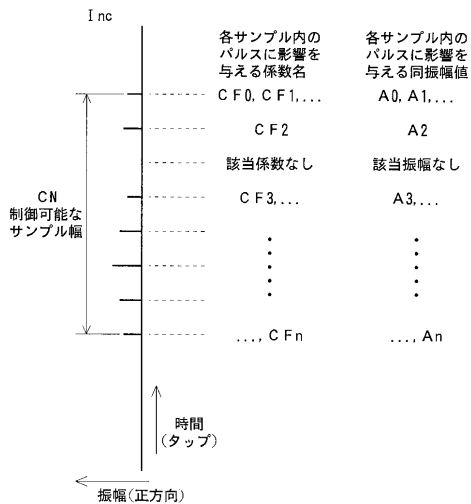 Inc
各サンプル内の
パルスに影響を
与える係数名
各サンプル内の
パルスに影響を
与える同振幅値
CF0, CF1,...
A0, A1,...
CF2
A2
該当係数なし
該当振幅なし
CN
制御可能な
サンプル幅
CF3,...
A3,...
..., CFn
..., An
時間
(タップ)
振幅(正方向)